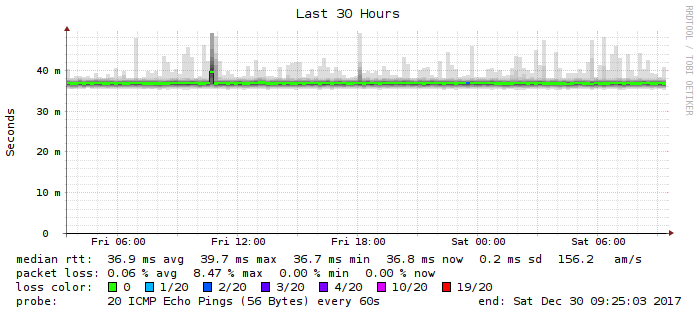 Last 30 Hours
RRDTOOL / TOBI OETIKER
Seconds
40 m
30 m
20 m
10 m
0
Fri 06:00 Fri 12:00 Fri 18:00 Sat 00:00 Sat 06:00
median rtt: 36.9 ms avg 39.7 ms max 36.7 ms min 36.8 ms now 0.2 ms sd 156.2 am/s
packet loss: 0.06 % avg 8.47 % max 0.00 % min 0.00 % now
loss color: 0 1/20 2/20 3/20 4/20 10/20 19/20
probe: 20 ICMP Echo Pings (56 Bytes) every 60s end: Sat Dec 30 09:25:03 2017